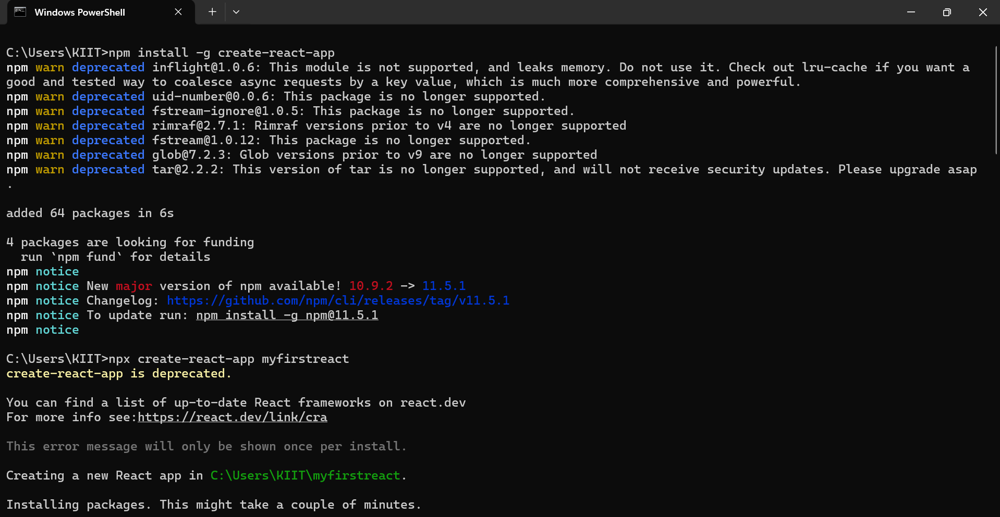 Windows PowerShell
C:\Users\KIIT>npm install -g create-react-app
npm warn deprecated inflight@1.0.6: This module is not supported, and leaks memory. Do not use it. Check out lru-cache if you want a
good and tested way to coalesce async requests by a key value, which is much more comprehensive and powerful.
npm warn deprecated uid-number@0.0.6: This package is no longer supported.
npm warn deprecated fstream-ignore@1.0.5: This package is no longer supported.
npm warn deprecated rimraf@2.7.1: Rimraf versions prior to v4 are no longer supported
npm warn deprecated fstream@1.0.12: This package is no longer supported.
npm warn deprecated glob@7.2.3: Glob versions prior to v9 are no longer supported
npm warn deprecated tar@2.2.2: This version of tar is no longer supported, and will not receive security updates. Please upgrade asap
.
added 64 packages in 6s
4 packages are looking for funding
  run `npm fund` for details
npm notice
npm notice New major version of npm available! 10.9.2 -> 11.5.1
npm notice Changelog: https://github.com/npm/cli/releases/tag/v11.5.1
npm notice To update run: npm install -g npm@11.5.1
npm notice
C:\Users\KIIT>npx create-react-app myfirstreact
create-react-app is deprecated.
You can find a list of up-to-date React frameworks on react.dev
For more info see:https://react.dev/link/cra
This error message will only be shown once per install.
Creating a new React app in C:\Users\KIIT\myfirstreact.
Installing packages. This might take a couple of minutes.